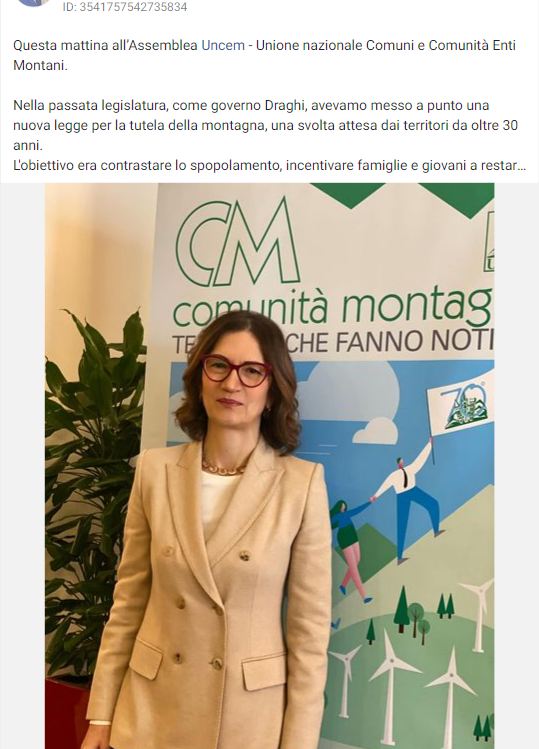 ID: 3541757542735834
Questa mattina all'Assemblea Uncem - Unione nazionale Comuni e Comunità Enti
Montani.
Nella passata legislatura, come governo Draghi, avevamo messo a punto una
nuova legge per la tutela della montagna, una svolta attesa dai territori da oltre 30
anni.
L'obiettivo era contrastare lo spopolamento, incentivare famiglie e giovani a restar...
CM
comunità montag
TE CHE FANNO NOTI
70°